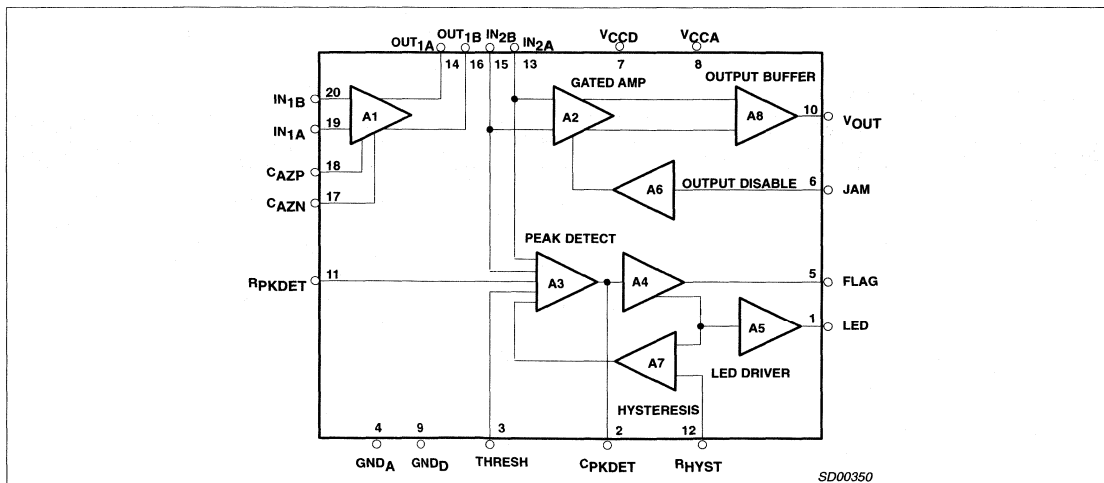 OUT1A OUT1B IN2B IN2A VCCD VCCA
14 16 15 13 7 8
GATED AMP OUTPUT BUFFER
IN1B 20
A1 A2 A8 10 VOUT
IN1A 19
CAZP 18
A6 OUTPUT DISABLE 6 JAM
CAZN 17
PEAK DETECT
RPKDET 11 A3 A4 5 FLAG
A5 1 LED
A7
LED DRIVER
HYSTERESIS
4 9 3 2 12
GNDA GNDD THRESH CPKDET RHYST
SD00350